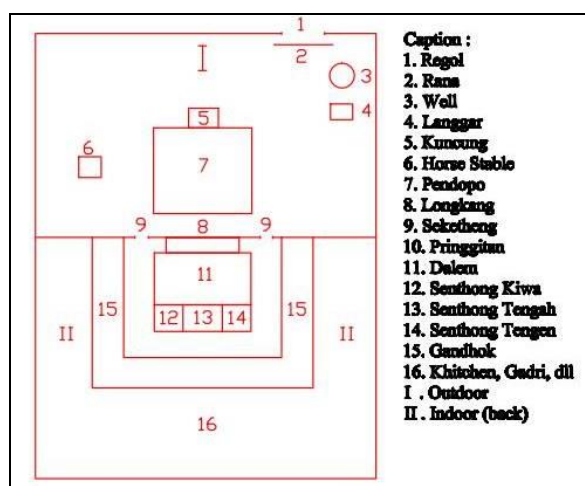 1
I
2
3
4
5
6
7
9 8 9
11
15 15
12 13 14
II II
16
Caption :
1. Regol
2. Rana
3. Well
4. Langgar
5. Kuncung
6. Horse Stable
7. Pendopo
8. Longkang
9. Seketheng
10. Pringgitan
11. Dalem
12. Senthong Kiwa
13. Senthong Tengah
14. Senthong Tengen
15. Gandhok
16. Khitchen, Gadri, dll
I . Outdoor
II . Indoor (back)